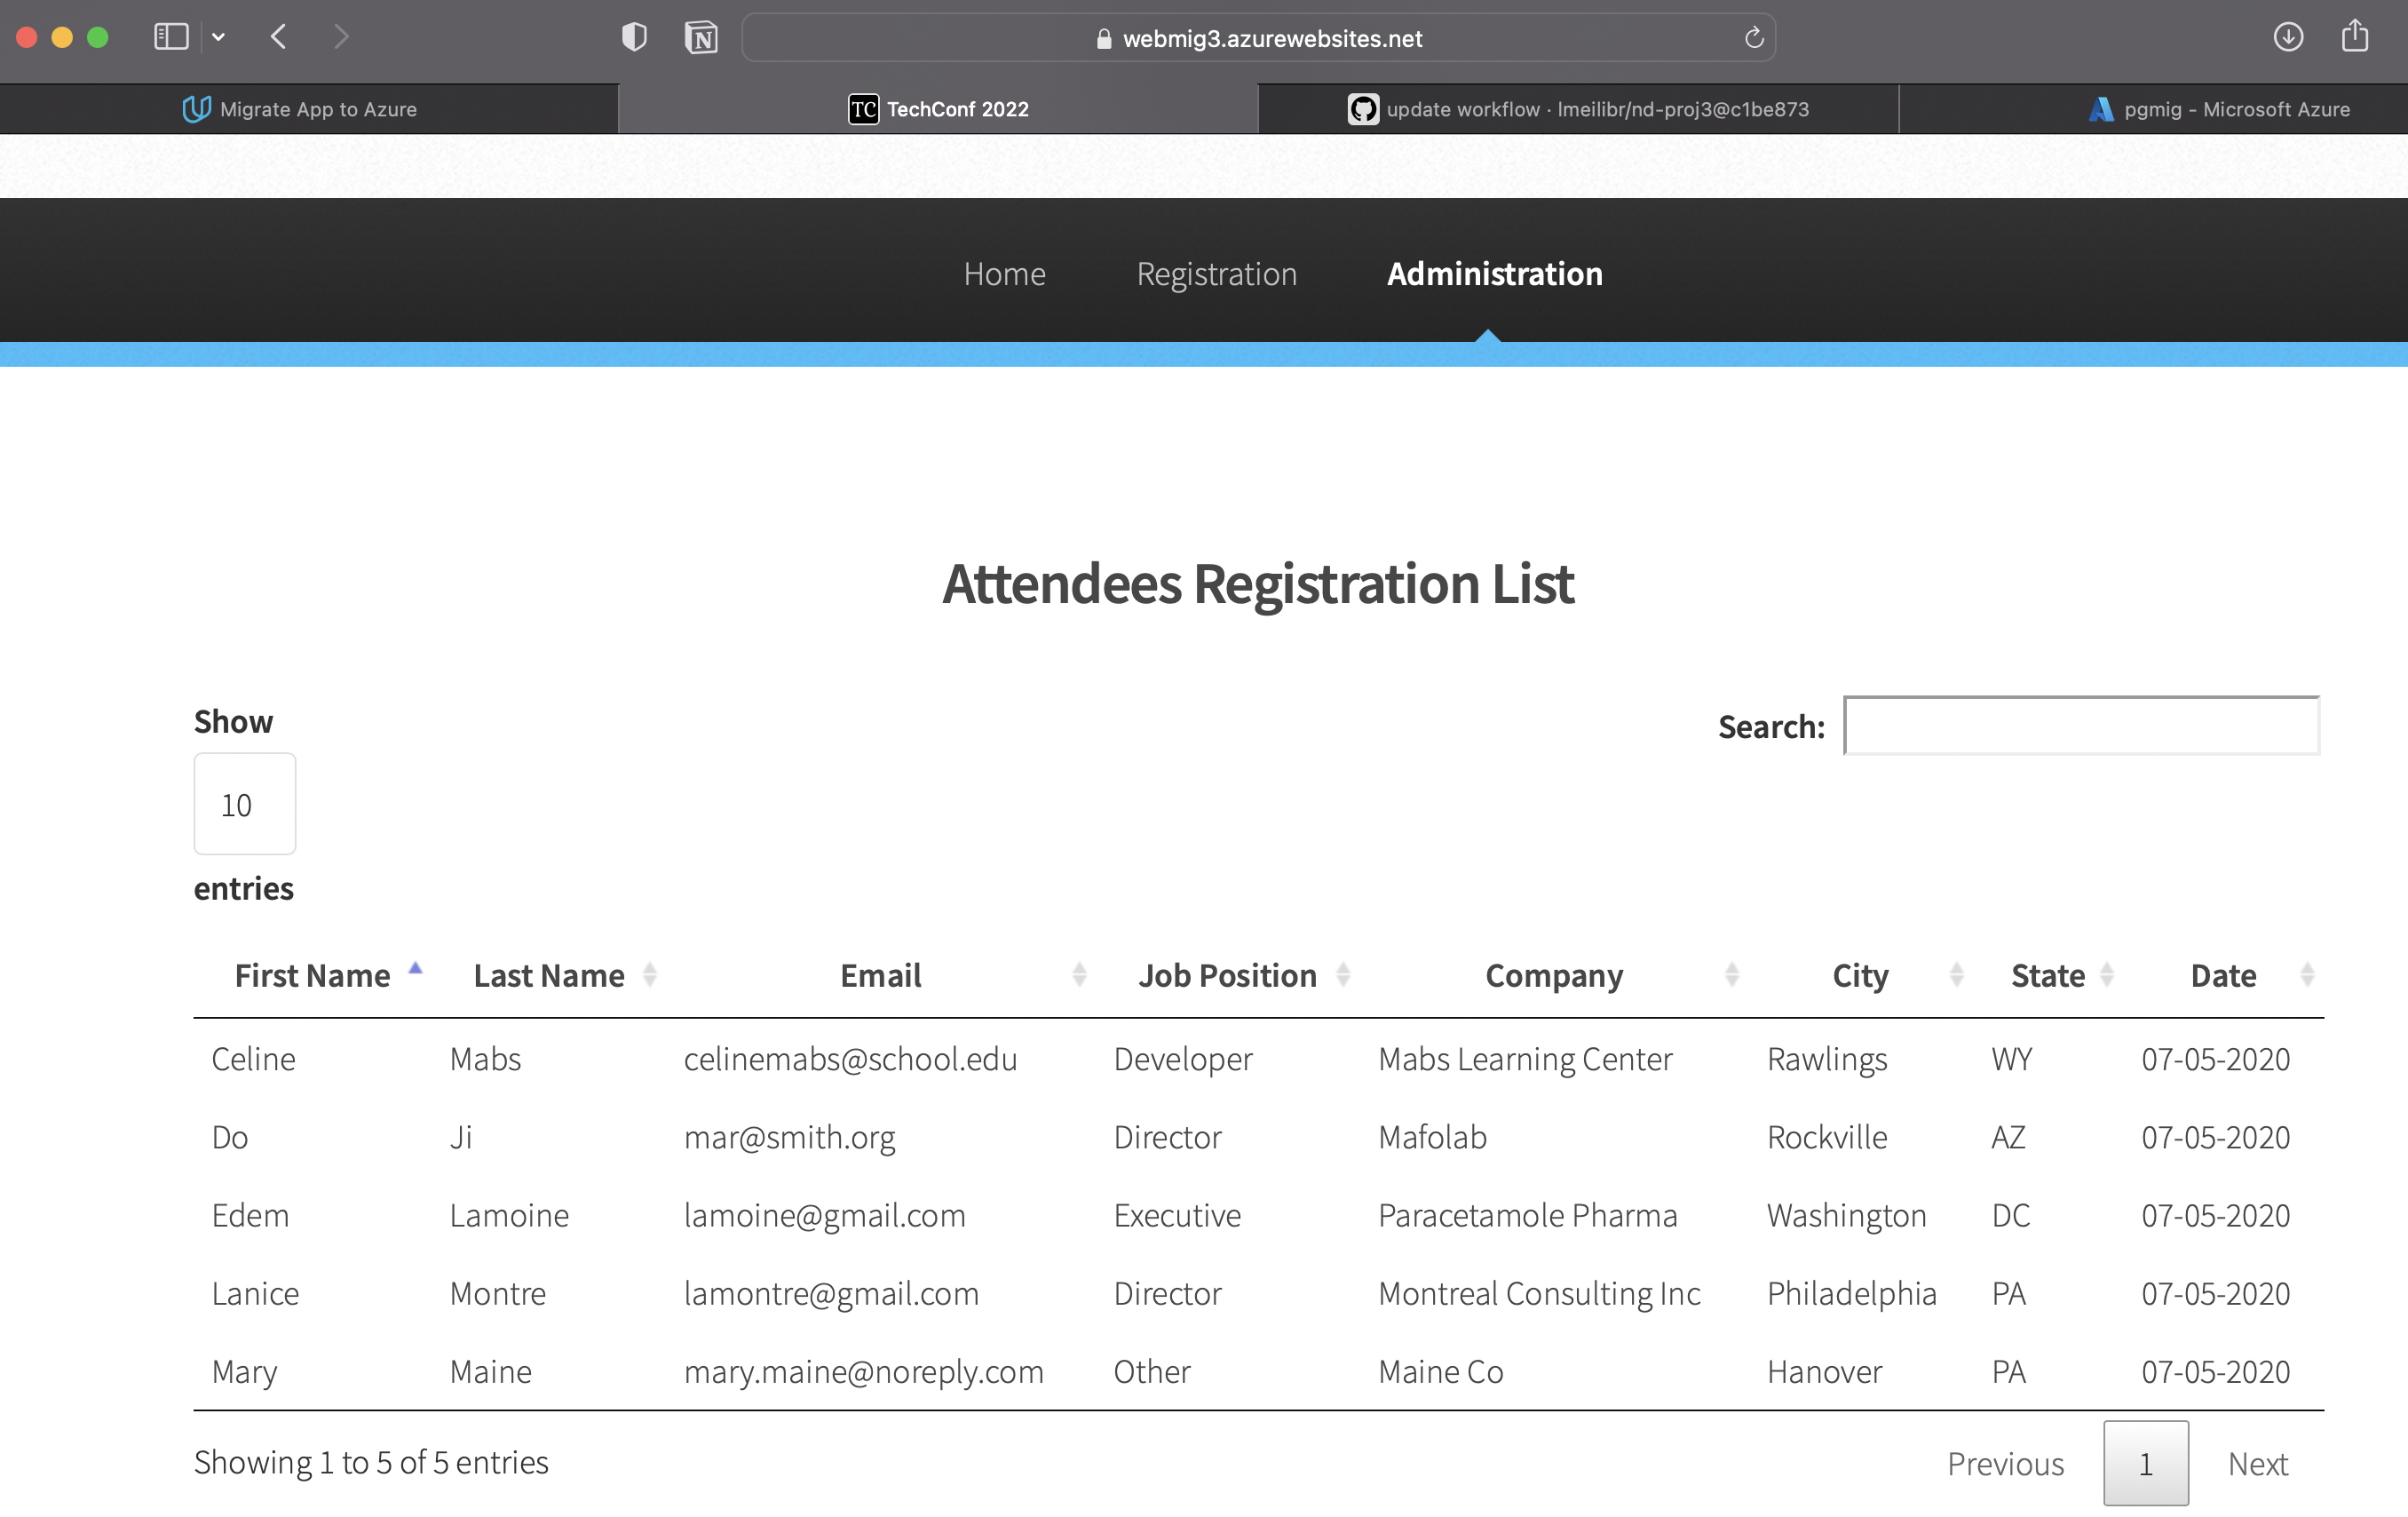 webmig3.azurewebsites.net
Migrate App to Azure
TC TechConf 2022
update workflow · lmeilibr/nd-proj3@c1be873
pgmig - Microsoft Azure
Home Registration Administration
Attendees Registration List
Show
10
entries
Search:
First Name Last Name Email Job Position Company City State Date
Celine Mabs celinemabs@school.edu Developer Mabs Learning Center Rawlings WY 07-05-2020
Do Ji mar@smith.org Director Mafolab Rockville AZ 07-05-2020
Edem Lamoine lamoine@gmail.com Executive Paracetamole Pharma Washington DC 07-05-2020
Lanice Montre lamontre@gmail.com Director Montreal Consulting Inc Philadelphia PA 07-05-2020
Mary Maine mary.maine@noreply.com Other Maine Co Hanover PA 07-05-2020
Showing 1 to 5 of 5 entries
Previous 1 Next